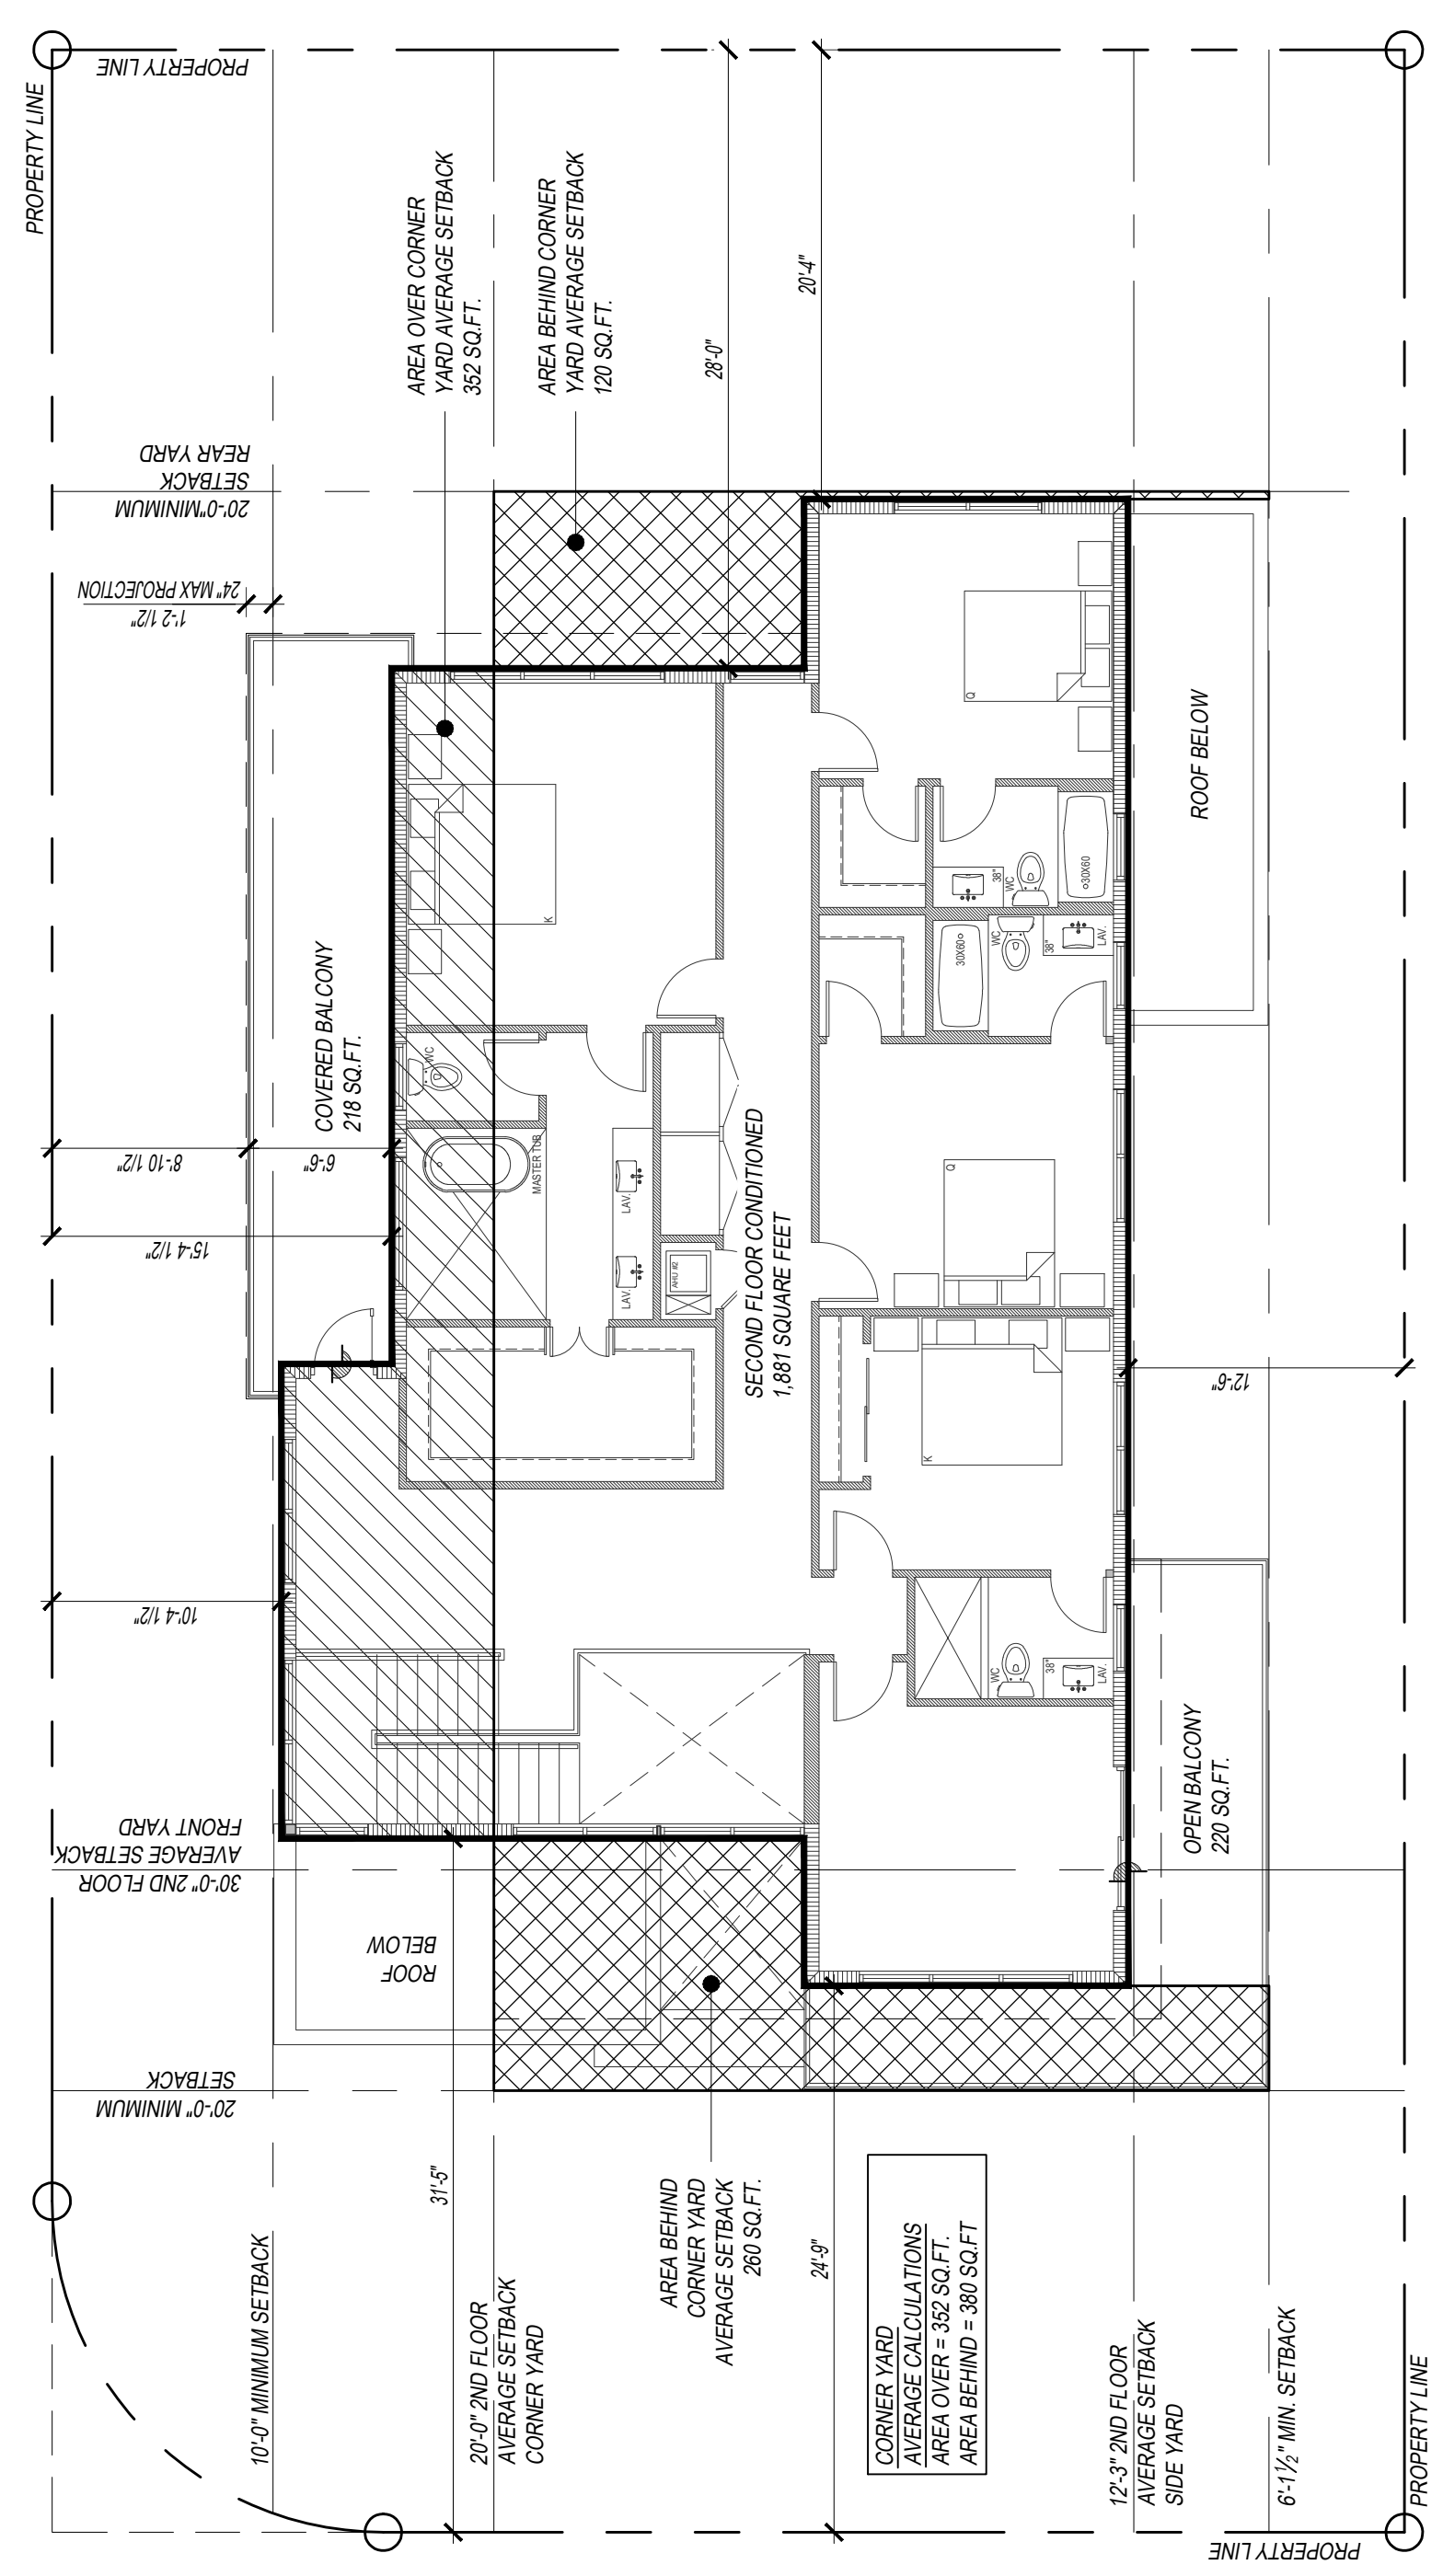 PROPERTY LINE
PROPERTY LINE
AREA OVER CORNER
YARD AVERAGE SETBACK
352 SQ.FT.
AREA BEHIND CORNER
YARD AVERAGE SETBACK
120 SQ.FT.
28'-0"
20'-4"
20'-0"MINIMUM
SETBACK
REAR YARD
24" MAX PROJECTION
1'-2 1/2"
COVERED BALCONY
218 SQ.FT.
8'-10 1/2"
6'-6"
15'-4 1/2"
10'-4 1/2"
K
WC
MASTER TUB
LAV.
LAV.
AHU #2
SECOND FLOOR CONDITIONED
1,881 SQUARE FEET
Q
38"
WC
30X60
30X60
WC
38"
LAV.
Q
K
WC
38"
LAV.
ROOF BELOW
12'-6"
OPEN BALCONY
220 SQ.FT.
30'-0" 2ND FLOOR
AVERAGE SETBACK
FRONT YARD
ROOF
BELOW
20'-0" MINIMUM
SETBACK
31'-5"
24'-9"
AREA BEHIND
CORNER YARD
AVERAGE SETBACK
260 SQ.FT.
10'-0" MINIMUM SETBACK
20'-0" 2ND FLOOR
AVERAGE SETBACK
CORNER YARD
CORNER YARD
AVERAGE CALCULATIONS
AREA OVER = 352 SQ.FT.
AREA BEHIND = 380 SQ.FT
12'-3" 2ND FLOOR
AVERAGE SETBACK
SIDE YARD
6'-1½" MIN. SETBACK
PROPERTY LINE
PROPERTY LINE